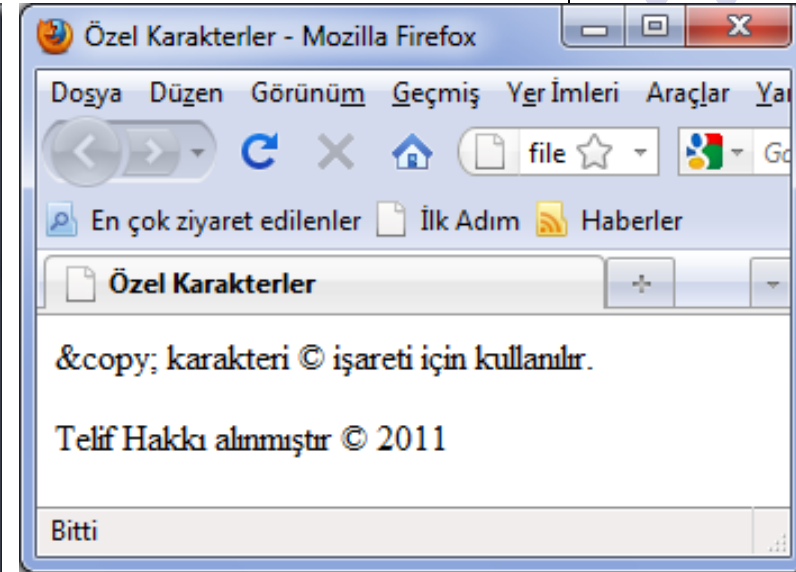 Özel Karakterler - Mozilla Firefox
Dosya Düzen Görünüm Geçmiş Yer İmleri Araçlar
file
En çok ziyaret edilenler İlk Adım Haberler
Özel Karakterler
&copy; karakteri © işareti için kullanılır.
Telif Hakkı alınmıştır © 2011
Bitti